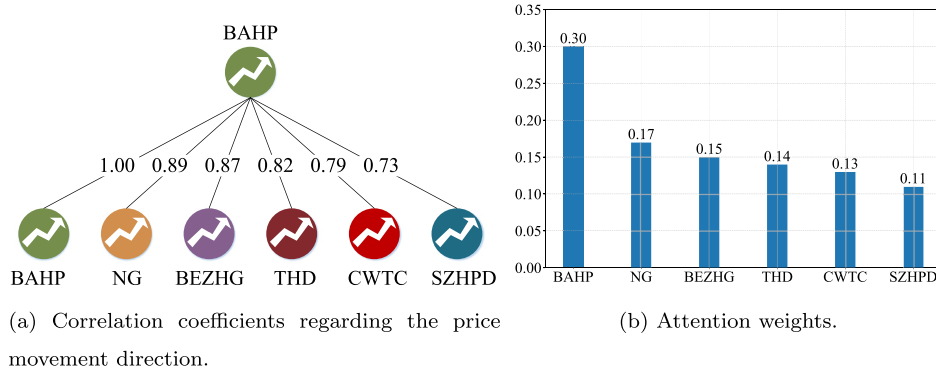 BAHP
1.00 0.89 0.87 0.82 0.79 0.73
BAHP NG BEZHG THD CWTC SZHPD
(a) Correlation coefficients regarding the price
movement direction.
0.35
0.30
0.25
0.20
0.15
0.10
0.05
0.00
0.30
0.17
0.15
0.14
0.13
0.11
BAHP NG BEZHG THD CWTC SZHPD
(b) Attention weights.